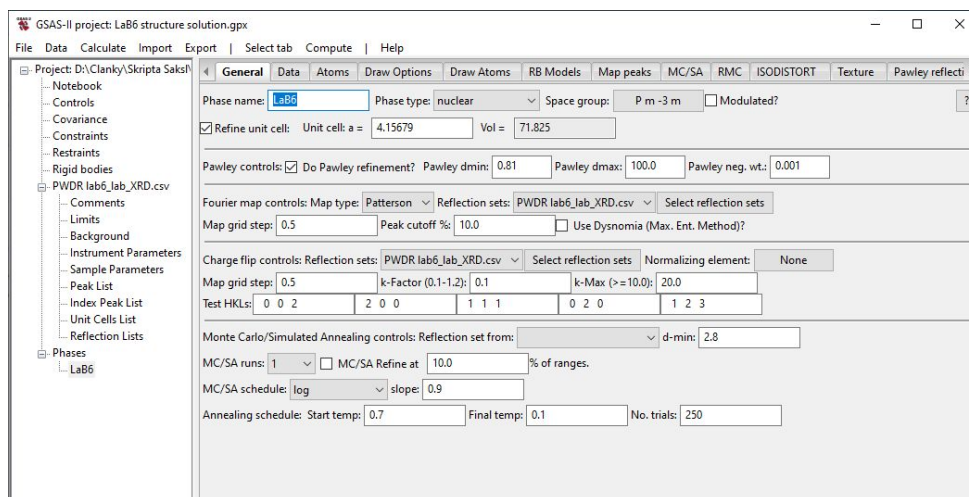 GSAS-II project: LaB6 structure solution.gpx
File Data Calculate Import Export | Select tab Compute | Help
Project: D:\Clanky\Skripta Saksl\
Notebook
Controls
Covariance
Constraints
Restraints
Rigid bodies
PWDR lab6_lab_XRD.csv
Comments
Limits
Background
Instrument Parameters
Sample Parameters
Peak List
Index Peak List
Unit Cells List
Reflection Lists
Phases
LaB6
General Data Atoms Draw Options Draw Atoms RB Models Map peaks MC/SA RMC ISODISTORT Texture Pawley reflecti
Phase name: LaB6 Phase type: nuclear Space group: P m -3 m Modulated? ?
Refine unit cell: Unit cell: a = 4.15679 Vol = 71.825
Pawley controls: Do Pawley refinement? Pawley dmin: 0.81 Pawley dmax: 100.0 Pawley neg. wt.: 0.001
Fourier map controls: Map type: Patterson Reflection sets: PWDR lab6_lab_XRD.csv Select reflection sets
Map grid step: 0.5 Peak cutoff %: 10.0 Use Dysnomia (Max. Ent. Method)?
Charge flip controls: Reflection sets: PWDR lab6_lab_XRD.csv Select reflection sets Normalizing element: None
Map grid step: 0.5 k-Factor (0.1-1.2): 0.1 k-Max (>=10.0): 20.0
Test HKLs: 0 0 2 2 0 0 1 1 1 0 2 0 1 2 3
Monte Carlo/Simulated Annealing controls: Reflection set from: d-min: 2.8
MC/SA runs: 1 MC/SA Refine at 10.0 % of ranges.
MC/SA schedule: log slope: 0.9
Annealing schedule: Start temp: 0.7 Final temp: 0.1 No. trials: 250